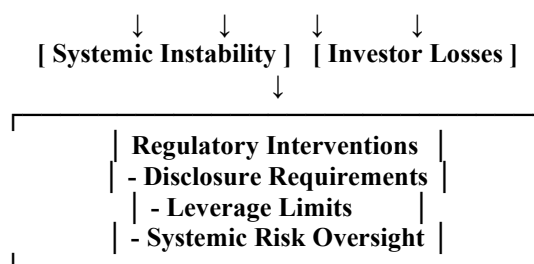 ↓ ↓ ↓ ↓
[ Systemic Instability ] [ Investor Losses ]
↓
| Regulatory Interventions |
| - Disclosure Requirements |
| - Leverage Limits |
| - Systemic Risk Oversight |